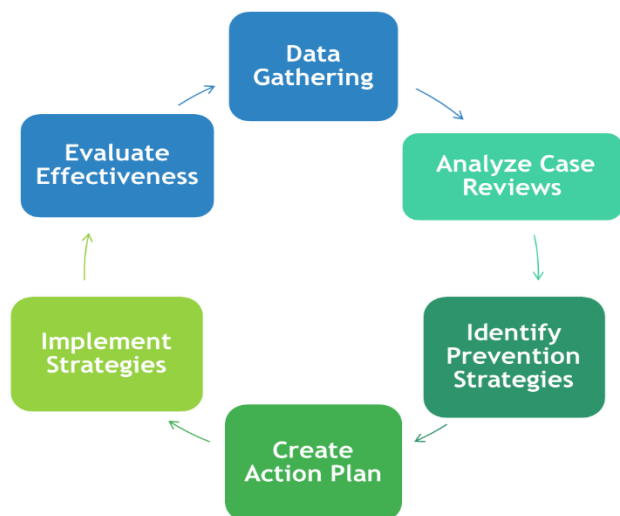 Data
Gathering
Analyze Case
Reviews
Identify
Prevention
Strategies
Create
Action Plan
Implement
Strategies
Evaluate
Effectiveness